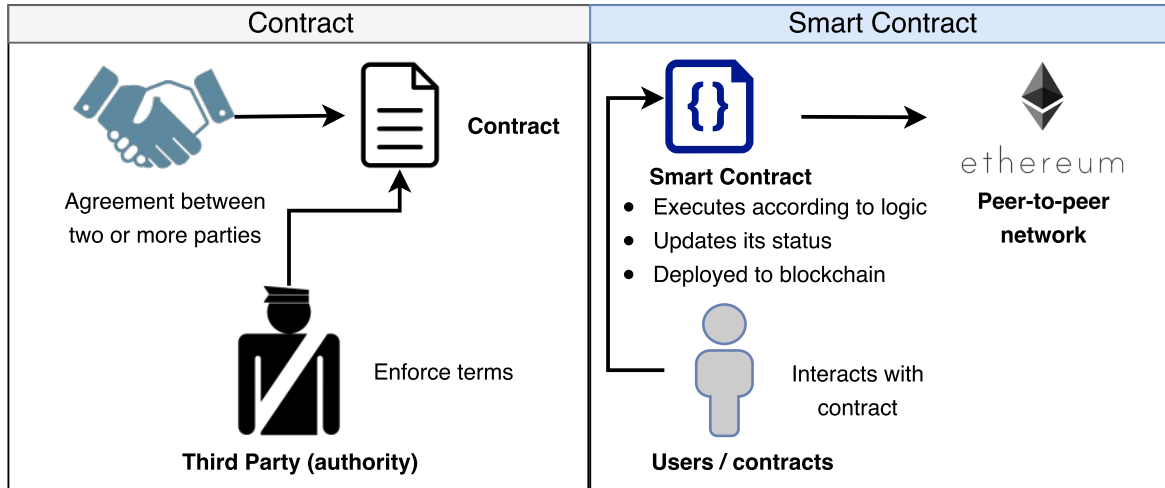 Contract
Agreement between
two or more parties
Contract
Enforce terms
Third Party (authority)
Smart Contract
{}
Smart Contract
• Executes according to logic
• Updates its status
• Deployed to blockchain
ethereum
Peer-to-peer
network
Interacts with
contract
Users / contracts